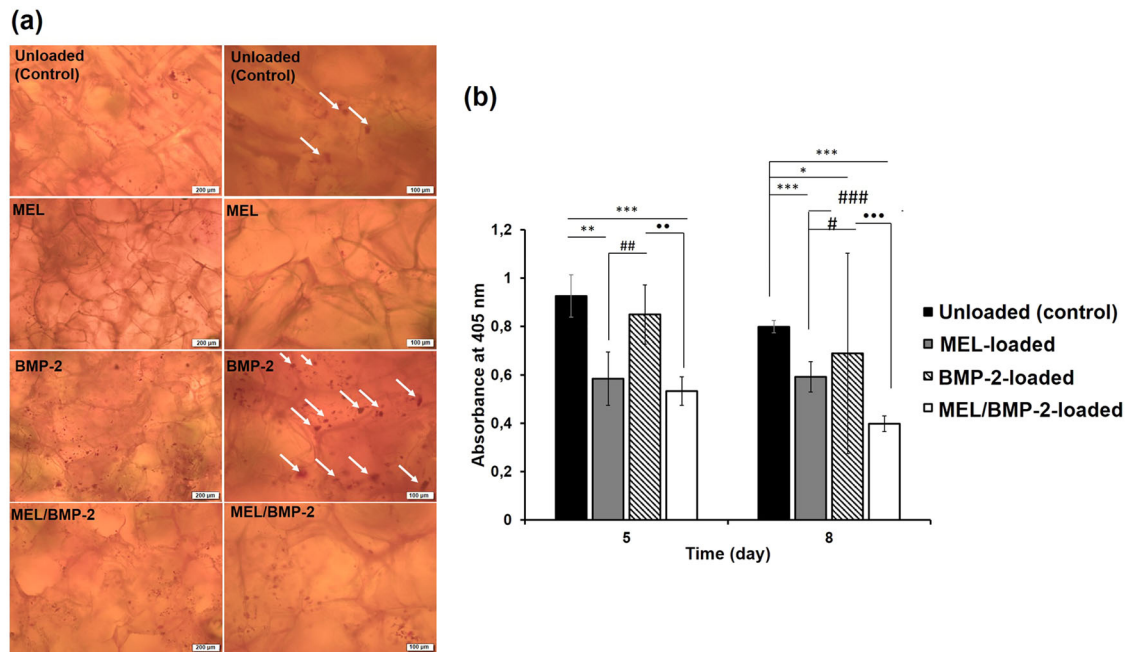 (a)
Unloaded
(Control)
200 µm
Unloaded
(Control)
100 µm
MEL
200 µm
MEL
100 µm
BMP-2
200 µm
BMP-2
100 µm
MEL/BMP-2
200 µm
MEL/BMP-2
100 µm
(b)
Absorbance at 405 nm
1,2
1
0,8
0,6
0,4
0,2
0
***
**
##
••
***
*
***
###
#
•••
5
8
Time (day)
Unloaded (control)
MEL-loaded
BMP-2-loaded
MEL/BMP-2-loaded